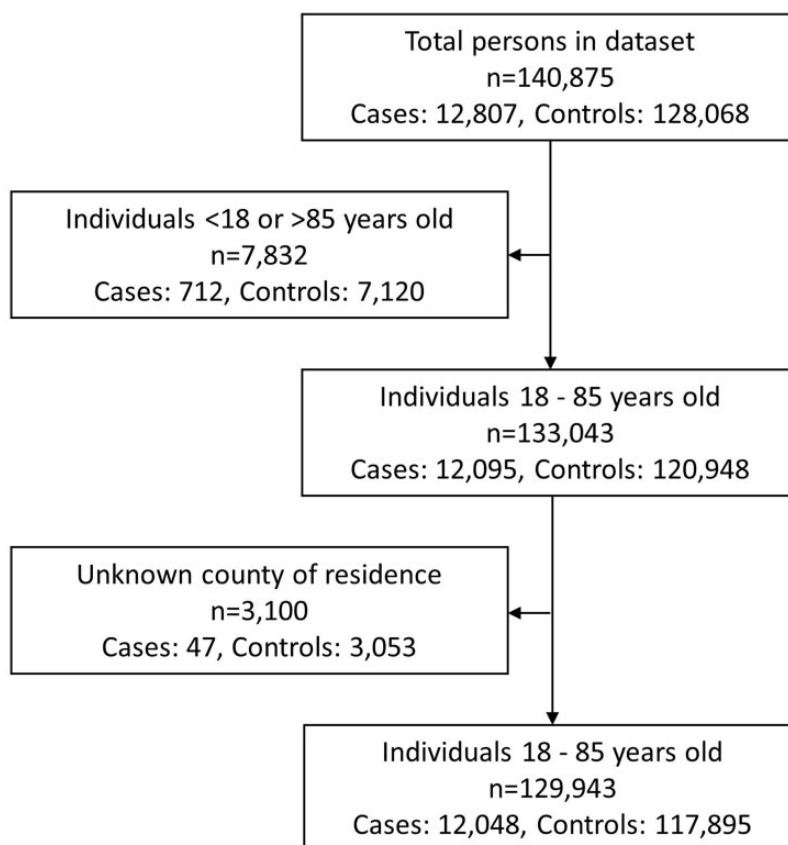 Total persons in dataset
n=140,875
Cases: 12,807, Controls: 128,068
Individuals <18 or >85 years old
n=7,832
Cases: 712, Controls: 7,120
Individuals 18 - 85 years old
n=133,043
Cases: 12,095, Controls: 120,948
Unknown county of residence
n=3,100
Cases: 47, Controls: 3,053
Individuals 18 - 85 years old
n=129,943
Cases: 12,048, Controls: 117,895